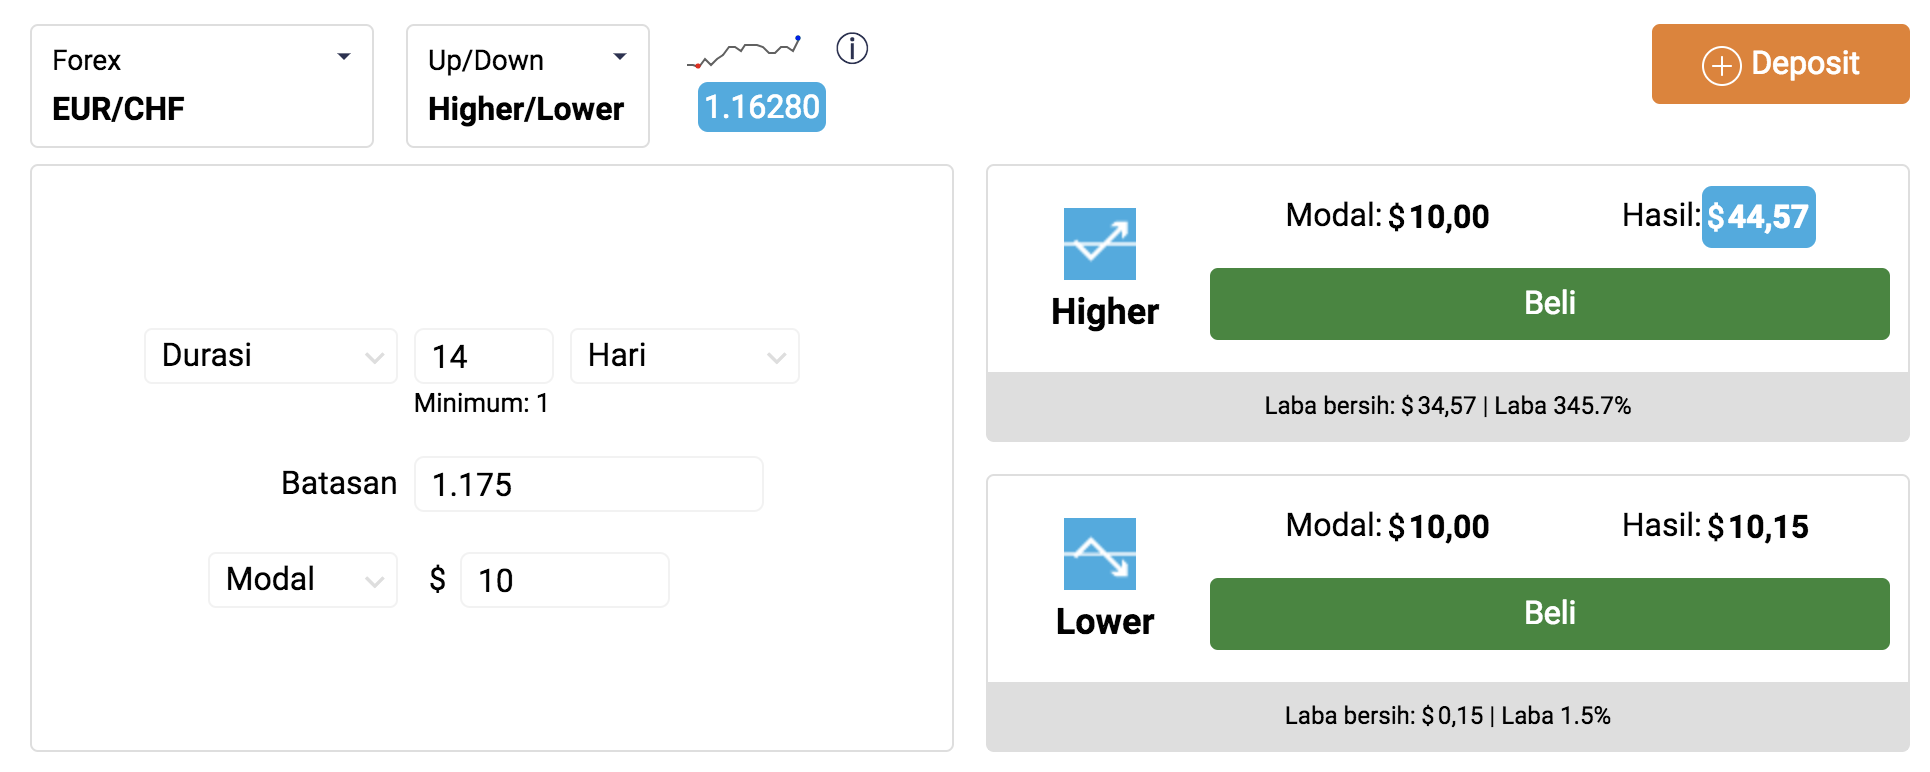 Forex
EUR/CHF
Up/Down
Higher/Lower
1.16280
Deposit
Durasi
14
Hari
Minimum: 1
Batasan
1.175
Modal
$
10
Modal: $10,00
Hasil: $44,57
Higher
Beli
Laba bersih: $34,57 | Laba 345.7%
Modal: $10,00
Hasil: $10,15
Lower
Beli
Laba bersih: $0,15 | Laba 1.5%